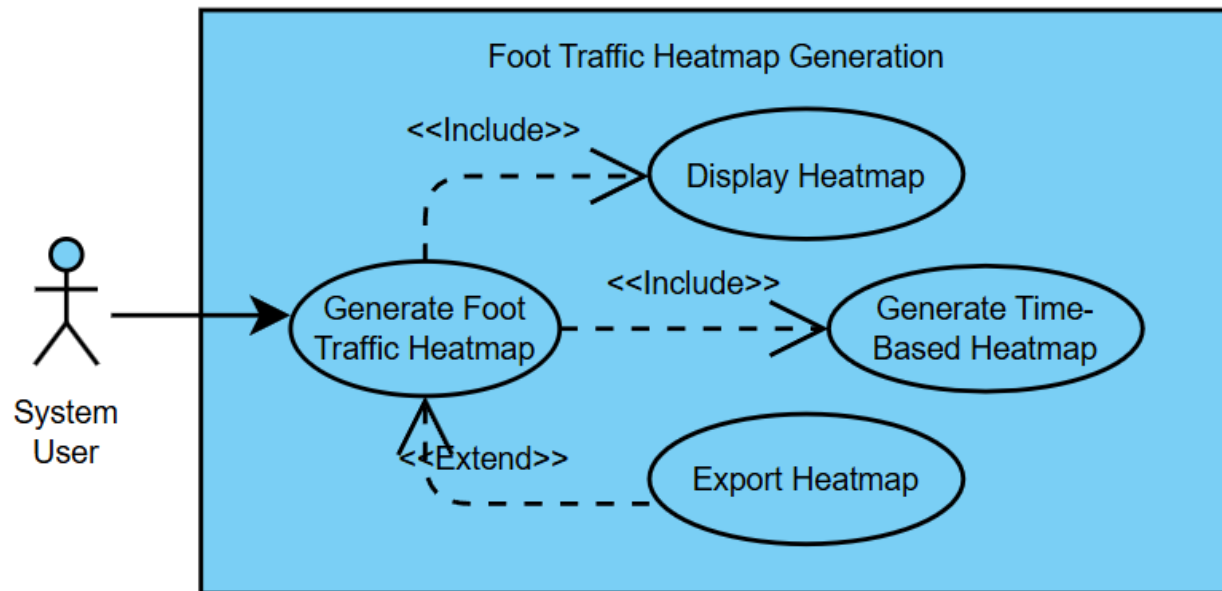 Foot Traffic Heatmap Generation
<<Include>>
Display Heatmap
<<Include>>
Generate Foot
Traffic Heatmap
Generate Time-
Based Heatmap
System
User
<<Extend>>
Export Heatmap